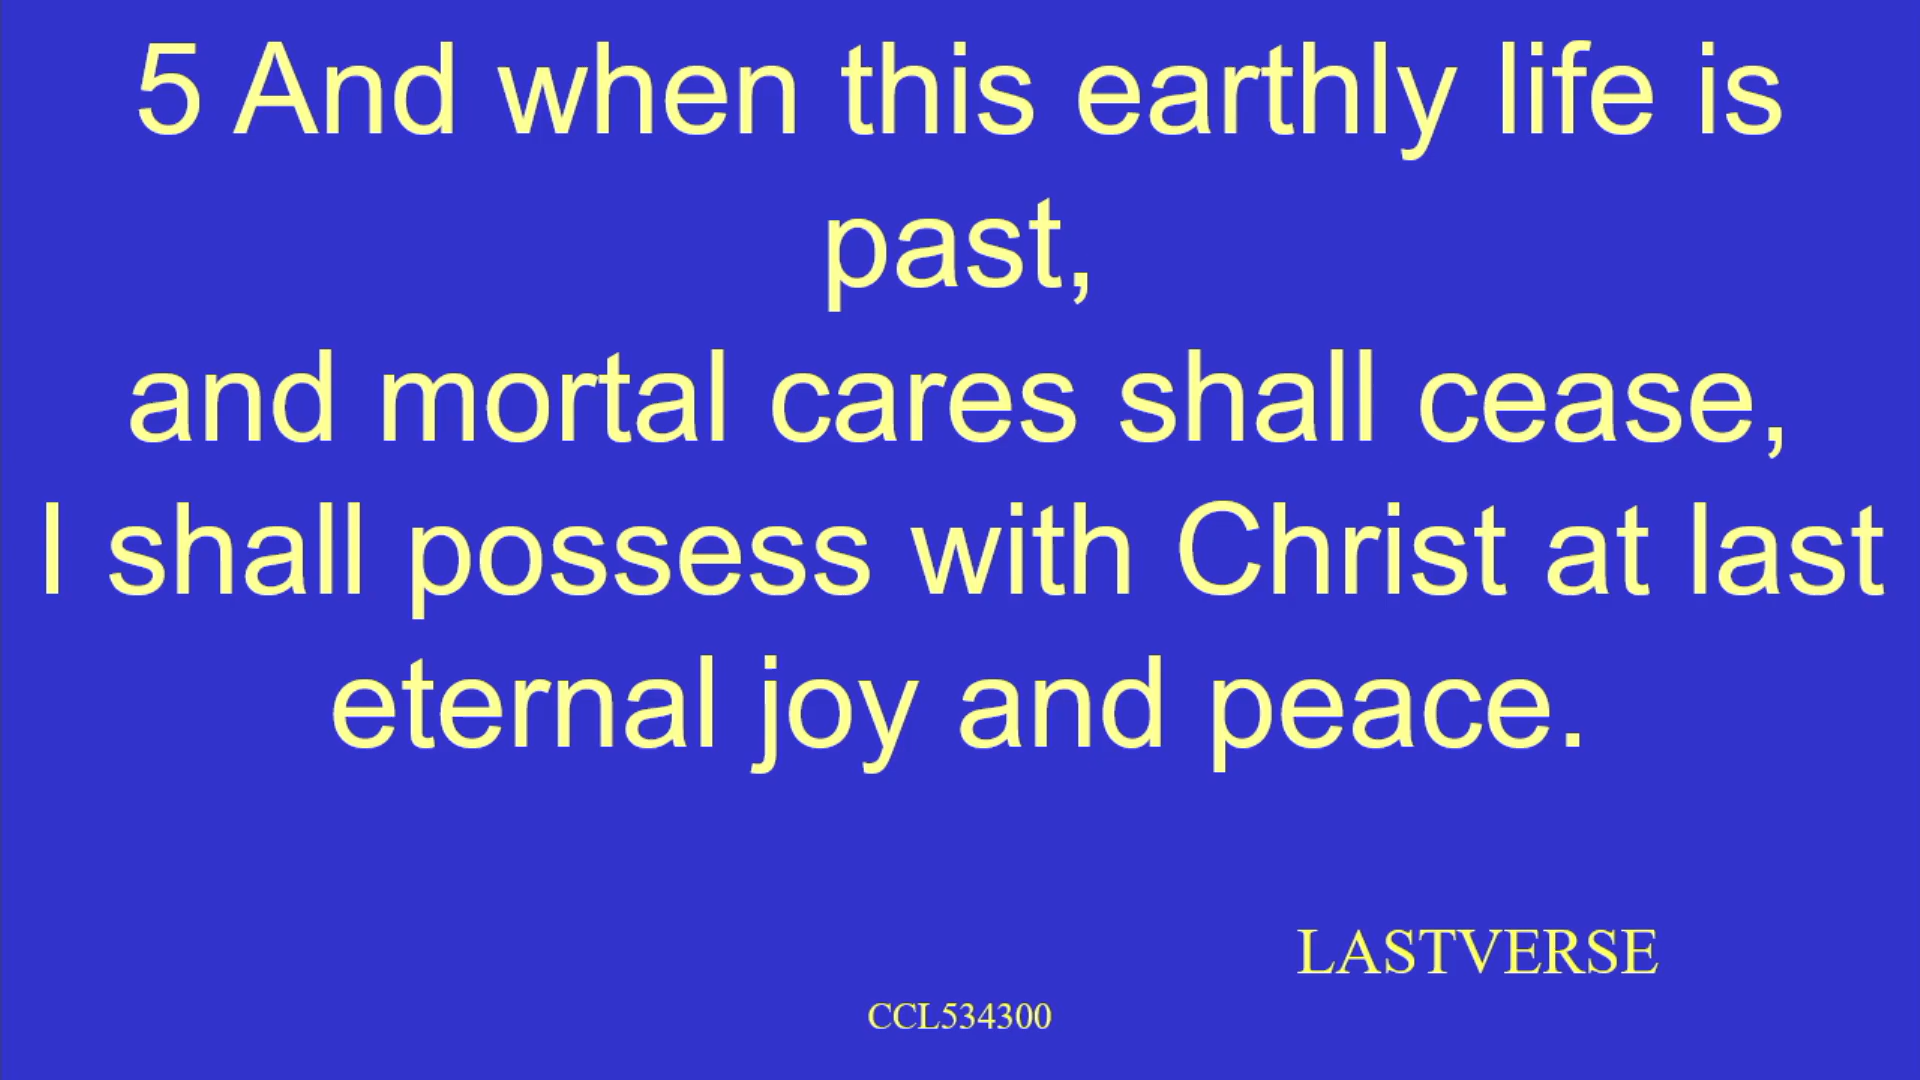 5 And when this earthly life is
past,
and mortal cares shall cease,
I shall possess with Christ at last
eternal joy and peace.
LASTVERSE
CCL534300